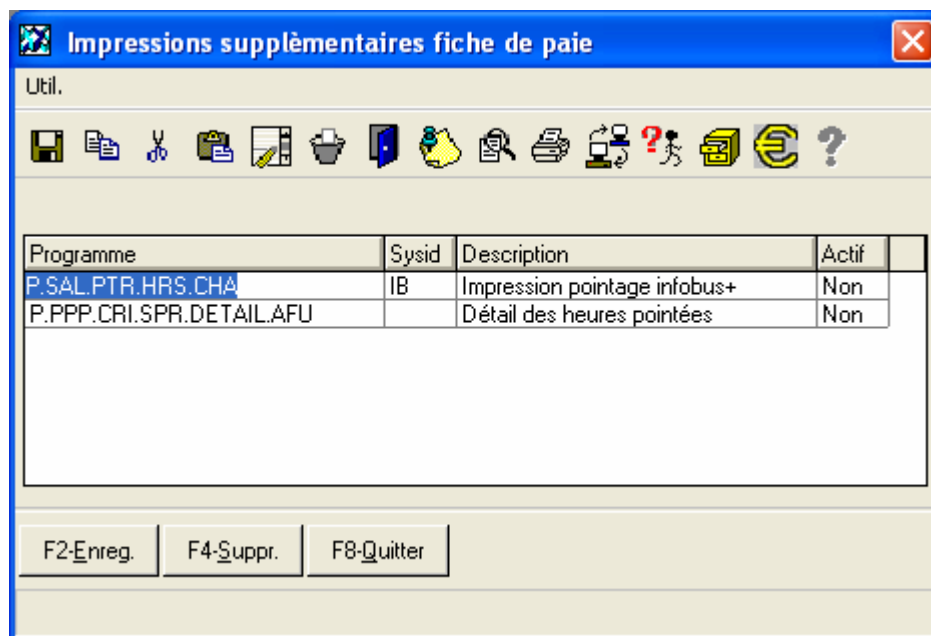 Impressions supplèmentaires fiche de paie
Util.
Programme Sysid Description Actif
P.SAL.PTR.HRS.CHA IB Impression pointage infobus+ Non
P.PPP.CRI.SPR.DETAIL.AFU Détail des heures pointées Non
F2-Enreg. F4-Suppr. F8-Quitter